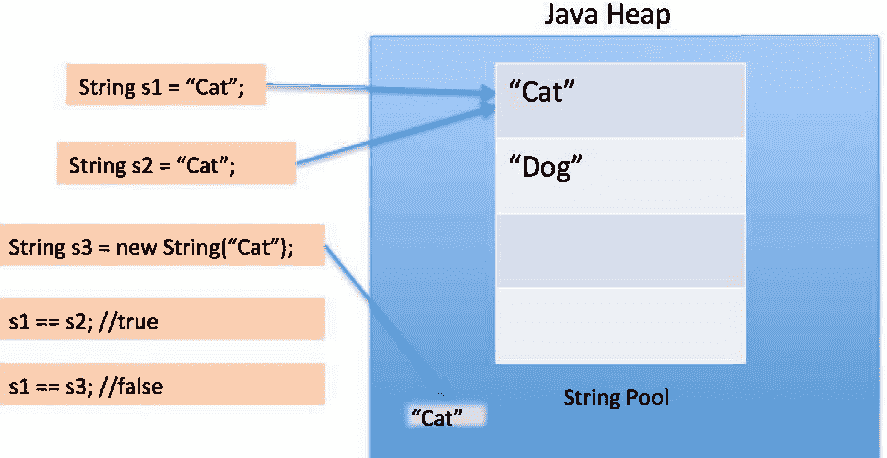 Java Heap
String s1 = “Cat”;
“Cat”
String s2 = “Cat”;
“Dog”
String s3 = new String(“Cat”);
s1 == s2; //true
s1 == s3; //false
String Pool
“Cat”